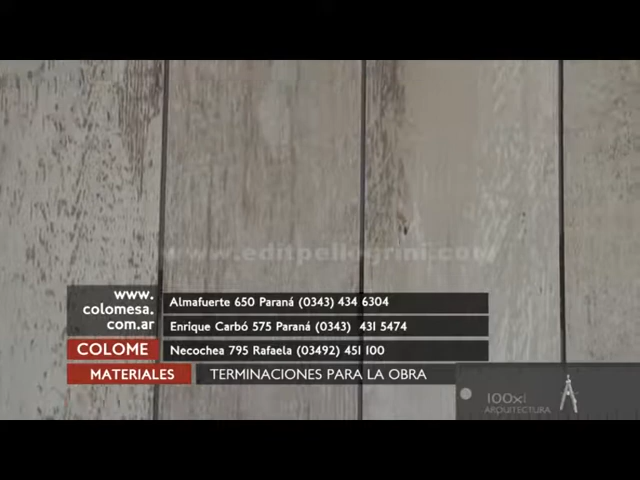 www.editpellegrini.com
www.
colomesa.
com.ar
Almafuerte 650 Paraná (0343) 434 6304
Enrique Carbó 575 Paraná (0343) 431 5474
COLOME
Necochea 795 Rafaela (03492) 451 100
MATERIALES
TERMINACIONES PARA LA OBRA
100x1
ARQUITECTURA